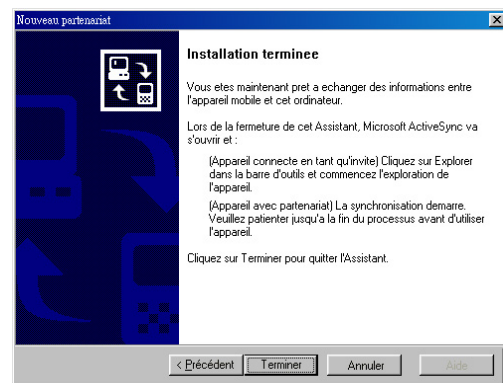 Nouveau partenariat
Installation terminee
Vous etes maintenant pret a echanger des informations entre
l'appareil mobile et cet ordinateur.
Lors de la fermeture de cet Assistant, Microsoft ActiveSync va
s'ouvrir et :
(Appareil connecte en tant qu'invite) Cliquez sur Explorer
dans la barre d'outils et commencez l'exploration de
l'appareil.
(Appareil avec partenariat) La synchronisation demarre.
Veuillez patienter jusqu'a la fin du processus avant d'utiliser
l'appareil.
Cliquez sur Terminer pour quitter l'Assistant.
< Précédent Terminer Annuler Aide